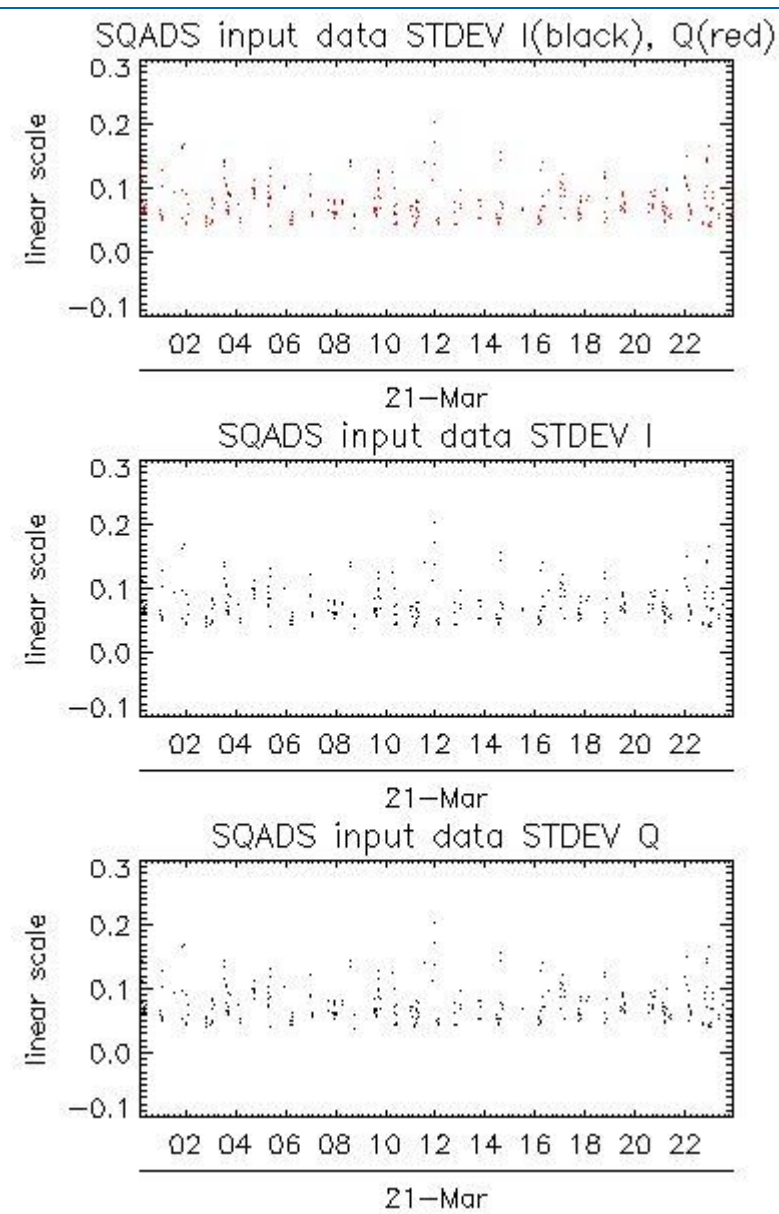 SQADS input data STDEV I(black), Q(red)
0.3
0.2
0.1
0.0
−0.1
linear scale
02 04 06 08 10 12 14 16 18 20 22
21−Mar
SQADS input data STDEV I
0.3
0.2
0.1
0.0
−0.1
linear scale
02 04 06 08 10 12 14 16 18 20 22
21−Mar
SQADS input data STDEV Q
0.3
0.2
0.1
0.0
−0.1
linear scale
02 04 06 08 10 12 14 16 18 20 22
21−Mar